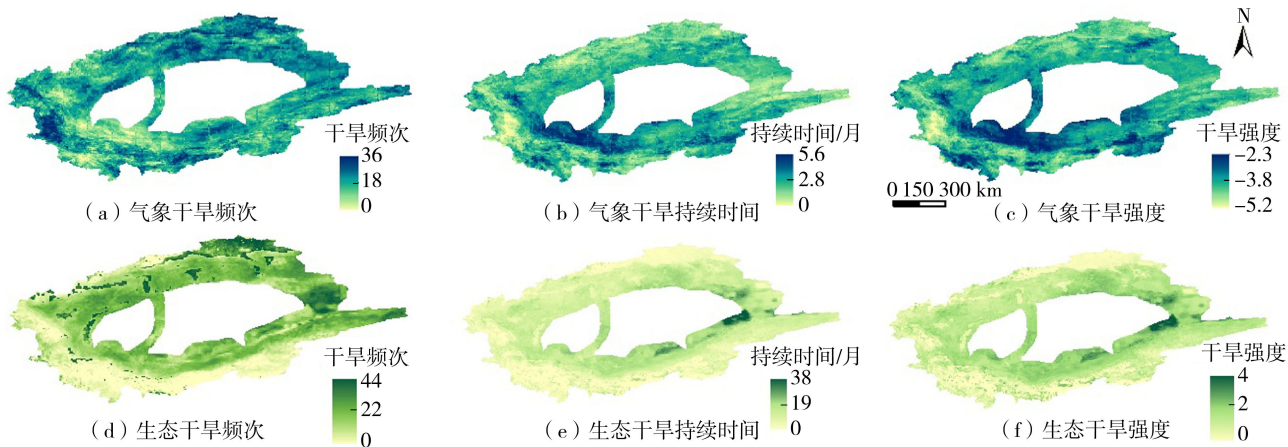 N
干旱频次
36
18
0
(a)气象干旱频次
持续时间/月
5.6
2.8
0
(b)气象干旱持续时间
干旱强度
-2.3
-3.8
-5.2
0 150 300 km
(c)气象干旱强度
干旱频次
44
22
0
(d)生态干旱频次
持续时间/月
38
19
0
(e)生态干旱持续时间
干旱强度
4
2
0
(f)生态干旱强度